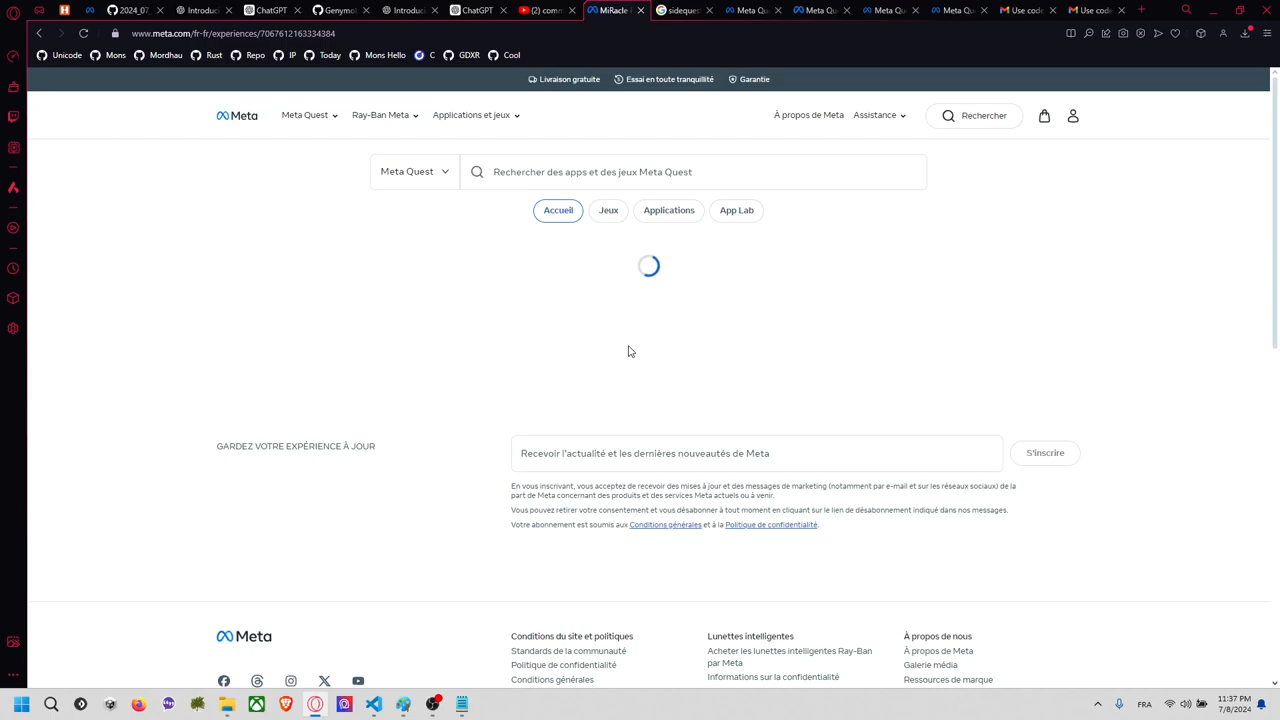 2024_07_
Introduci
ChatGPT
Meta Quest
Introduci
Introduci
ChatGPT
(2) comm
MiRacle
Sideques
Meta Qu
Meta Qu
Meta Qu
Meta Qu
Use code
Use code
www.meta.com/fr-fr/experiences/7067612163334384
Unicode
Mons
Mordhau
Rust
Repo
IP
Today
Mons Hello
C
GDXR
Cool
Livraison gratuite
Essai en toute tranquillité
Garantie
Meta
Meta Quest
Ray-Ban Meta
Applications et jeux
À propos de Meta
Assistance
Rechercher
Meta Quest
Rechercher des apps et des jeux Meta Quest
Accueil
Jeux
Applications
App Lab
GARDEZ VOTRE EXPÉRIENCE À JOUR
Recevoir l'actualité et les dernières nouveautés de Meta
S'inscrire
En vous inscrivant, vous acceptez de recevoir des mises à jour et des messages de marketing (notamment par e-mail et sur les réseaux sociaux) de la
part de Meta concernant des produits et des services Meta actuels ou à venir.
Vous pouvez retirer votre consentement et vous désabonner à tout moment en cliquant sur le lien de désabonnement indiqué dans nos messages.
Votre abonnement est soumis aux Conditions générales et à la Politique de confidentialité.
Meta
Conditions du site et politiques
Standards de la communauté
Politique de confidentialité
Conditions générales
Lunettes intelligentes
Acheter les lunettes intelligentes Ray-Ban
par Meta
Informations sur la confidentialité
À propos de nous
À propos de Meta
Galerie média
Ressources de marque
FRE
11:37 PM
7/8/2024